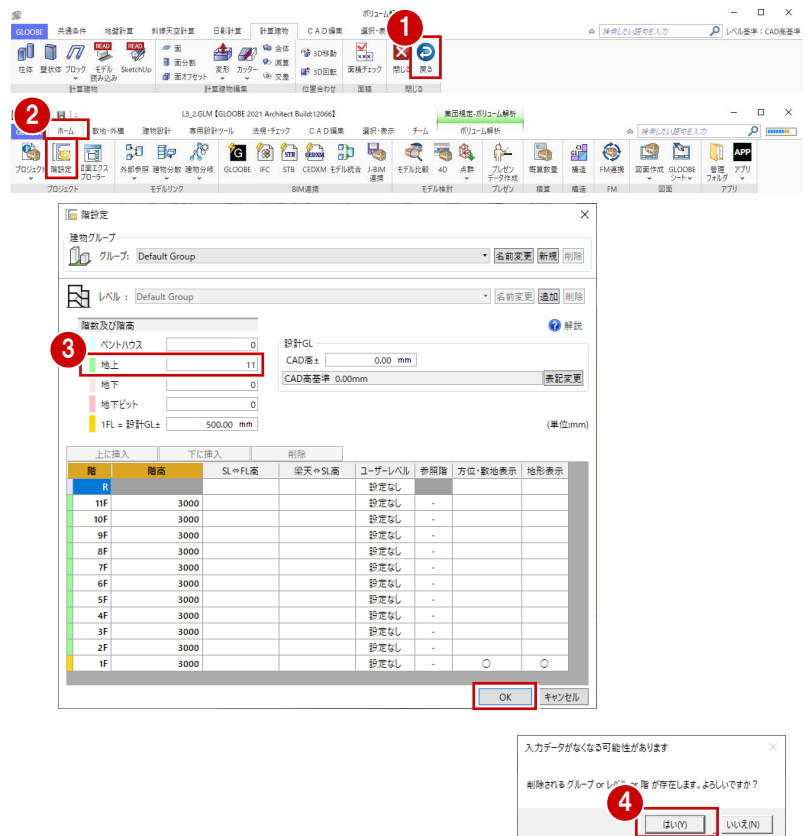 ボリューム
GLOOBE 共通条件 地盤計算 斜線天空計算 日影計算 計算建物 CAD編集 選択・表 検索したい語句を入力 レベル基準：CAD高基準
1
柱体 壁状体 ブロック モデル読み込み SketchUp 面 面分割 面オフセット 変形 カッター 合体 減算 交差 3D移動 3D回転 面積チェック 閉じる 戻る
計算建物 計算建物編集 位置合わせ 面積 閉じる
2
L3_2.GLM【GLOOBE 2021 Architect Build:12066】 集団規定-ボリューム解析
ホーム 敷地・外構 建物設計 専用設計ツール 法規・チェック CAD編集 選択・表示 チーム ボリューム解析 検索したい語句を入力
プロジェクト 階設定 図面エクスプローラー 外部参照 建物分散 建物分岐 GLOOBE IFC STB CEDXM モデル統合 J-BIM連携 モデル比較 4D 点群 プレゼンデータ作成 概算数量 構造 FM連携 図面作成 GLOOBEシート 管理フォルダ アプリ
プロジェクト モデルリンク BIM連携 モデル検討 プレゼン 積算 構造 FM 図面 アプリ
階設定
建物グループ
グループ: Default Group 名前変更 新規 削除
レベル : Default Group 名前変更 追加 削除
階数及び階高 解説
3
ペントハウス 0
地上 11
地下 0
地下ピット 0
1FL = 設計GL± 500.00 mm
設計GL
CAD高± 0.00 mm
CAD高基準 0.00mm 表記変更
(単位:mm)
上に挿入 下に挿入 削除
階 階高 SL⇔FL高 梁天⇔SL高 ユーザーレベル 参照階 方位・敷地表示 地形表示
R 設定なし
11F 3000 設定なし -
10F 3000 設定なし -
9F 3000 設定なし -
8F 3000 設定なし -
7F 3000 設定なし -
6F 3000 設定なし -
5F 3000 設定なし -
4F 3000 設定なし -
3F 3000 設定なし -
2F 3000 設定なし -
1F 3000 設定なし - ○ ○
OK キャンセル
入力データがなくなる可能性があります
削除される グループ or レベル or 階 が存在します。よろしいですか？
4
はい(Y) いいえ(N)